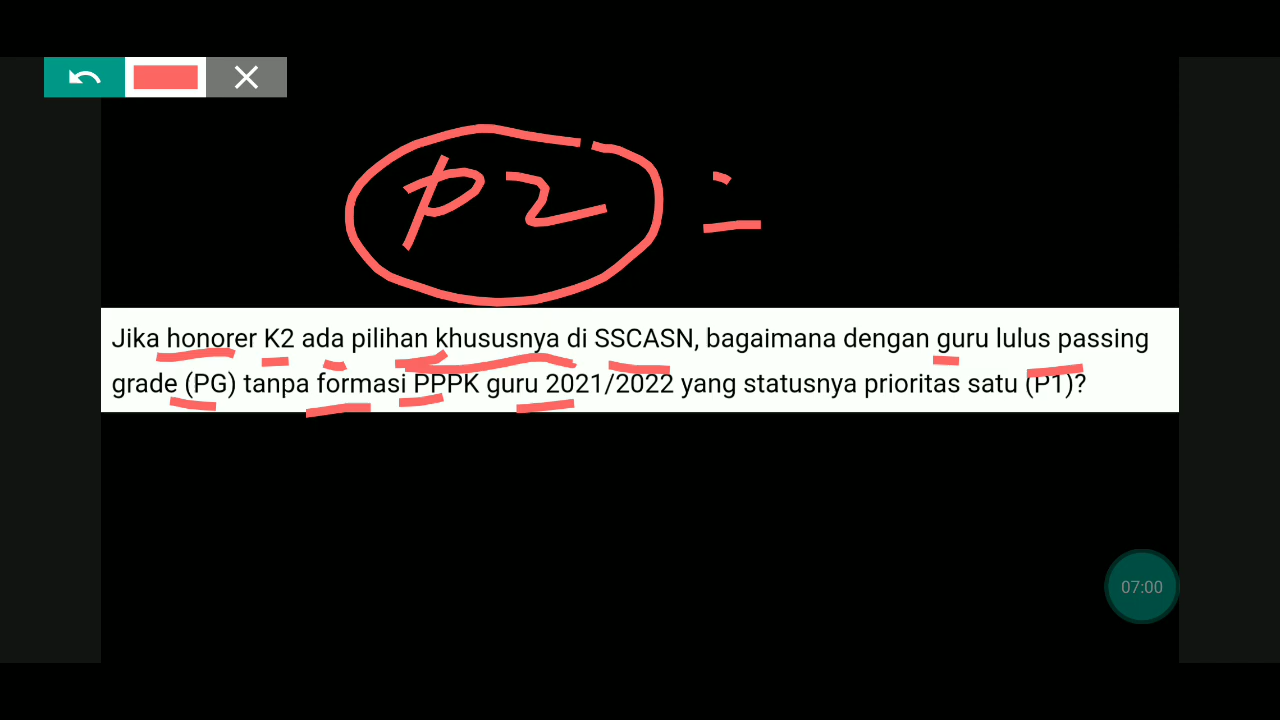 P2 =
Jika honorer K2 ada pilihan khususnya di SSCASN, bagaimana dengan guru lulus passing
grade (PG) tanpa formasi PPPK guru 2021/2022 yang statusnya prioritas satu (P1)?
07:00